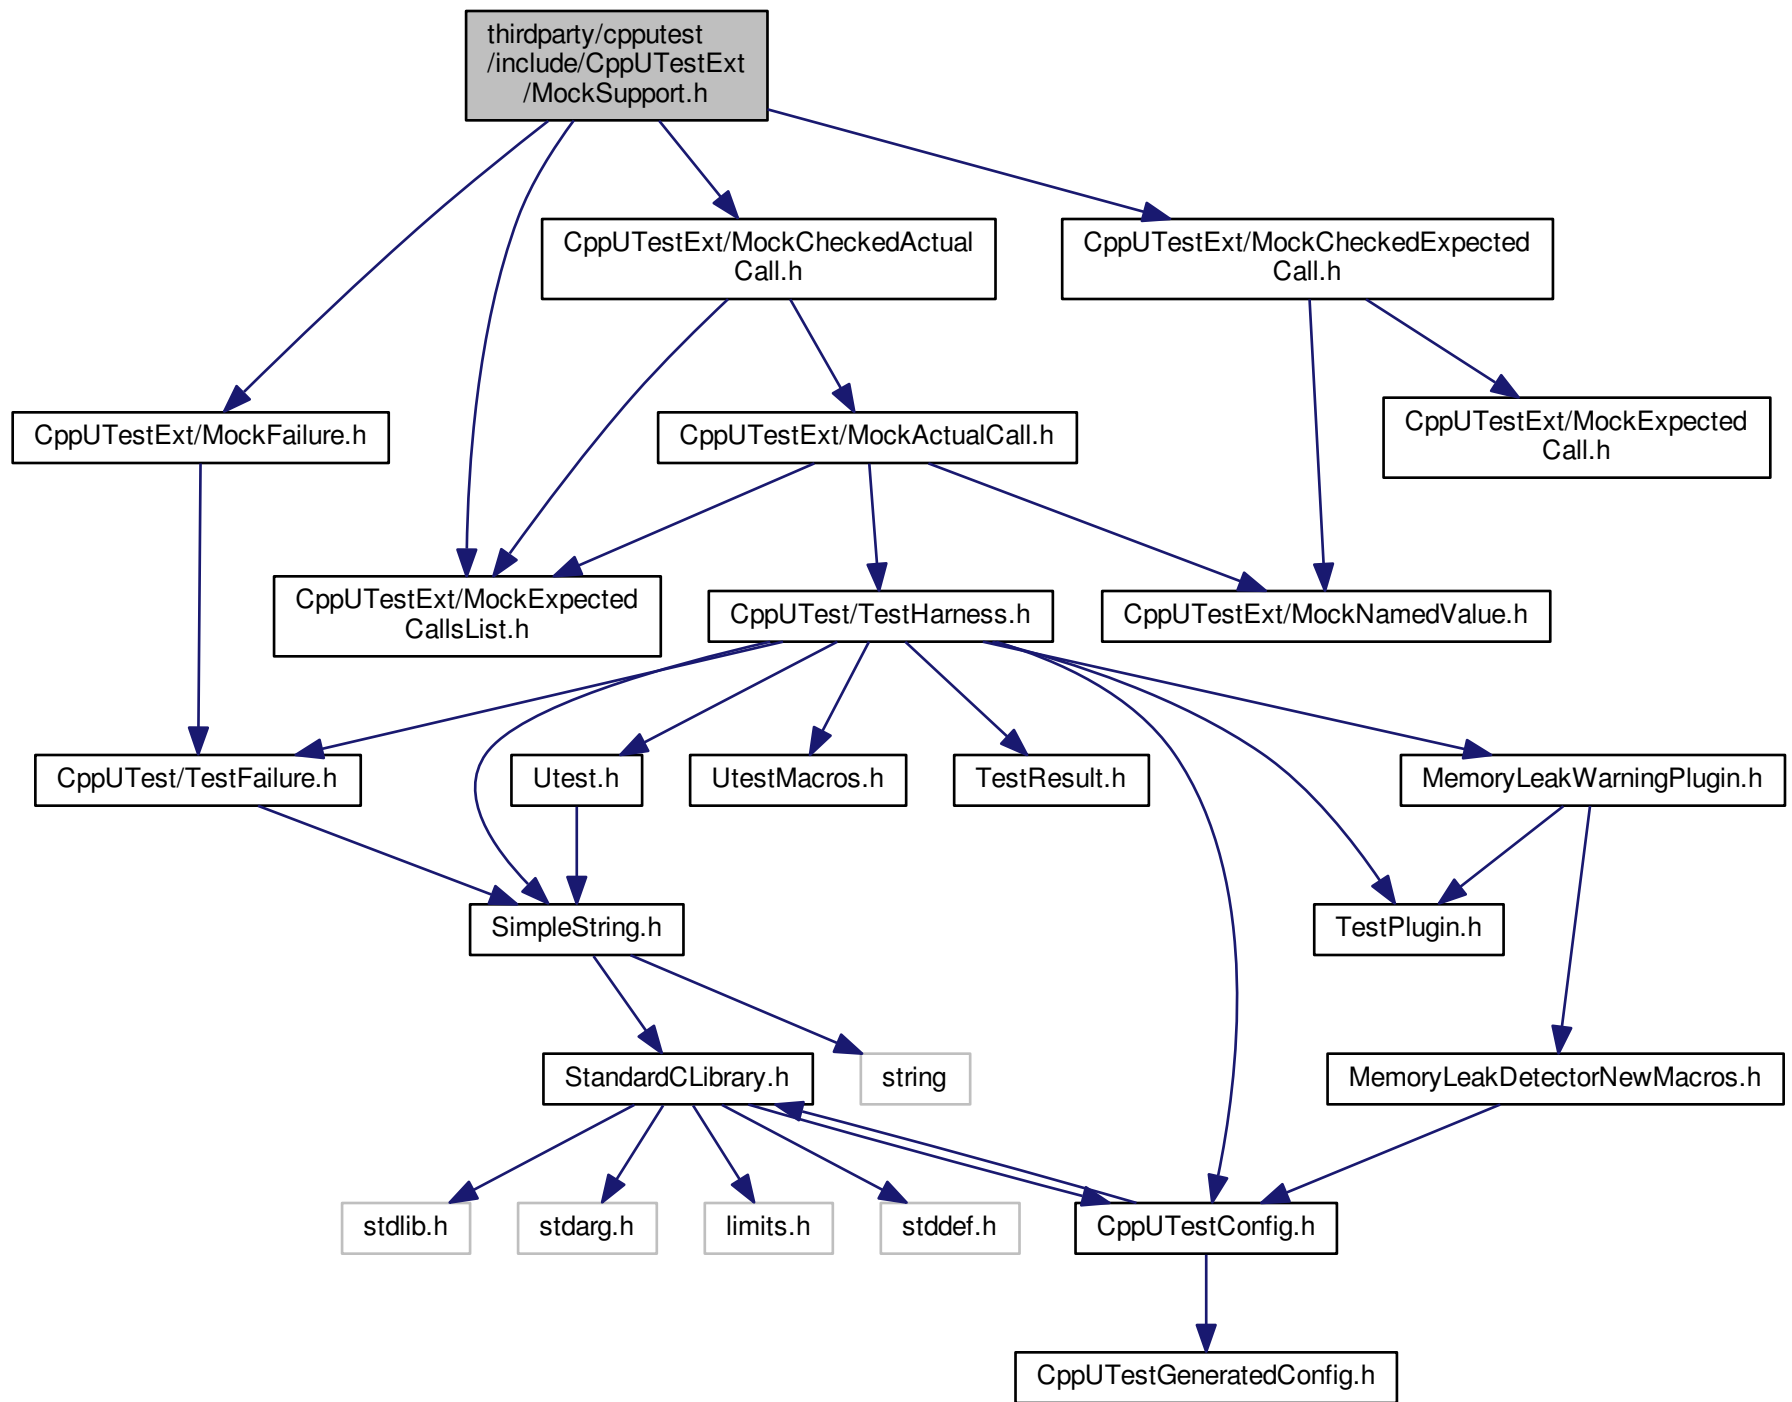 thirdparty/cpputest
/include/CppUTestExt
/MockSupport.h
CppUTestExt/MockCheckedActual
Call.h
CppUTestExt/MockCheckedExpected
Call.h
CppUTestExt/MockFailure.h
CppUTestExt/MockActualCall.h
CppUTestExt/MockExpected
Call.h
CppUTestExt/MockExpected
CallsList.h
CppUTest/TestHarness.h
CppUTestExt/MockNamedValue.h
CppUTest/TestFailure.h
Utest.h
UtestMacros.h
TestResult.h
MemoryLeakWarningPlugin.h
SimpleString.h
TestPlugin.h
StandardCLibrary.h
string
MemoryLeakDetectorNewMacros.h
stdlib.h
stdarg.h
limits.h
stddef.h
CppUTestConfig.h
CppUTestGeneratedConfig.h